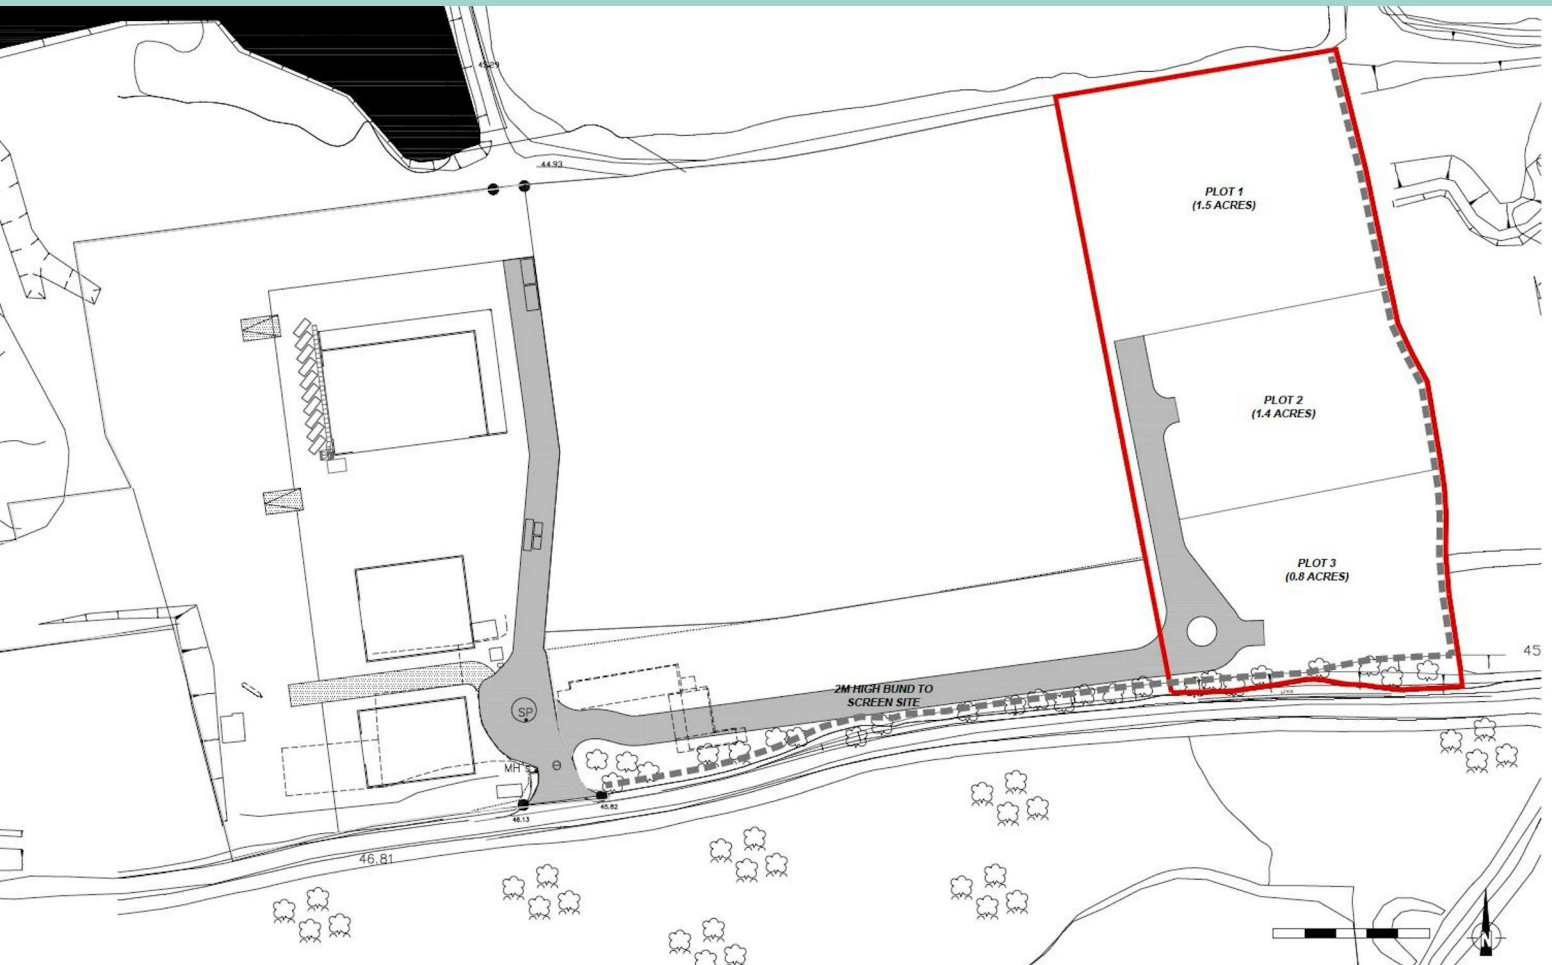 45.29
44.93
PLOT 1
(1.5 ACRES)
PLOT 2
(1.4 ACRES)
PLOT 3
(0.8 ACRES)
45
2M HIGH BUND TO
SCREEN SITE
SP
MH
45.82
46.13
46.81
N